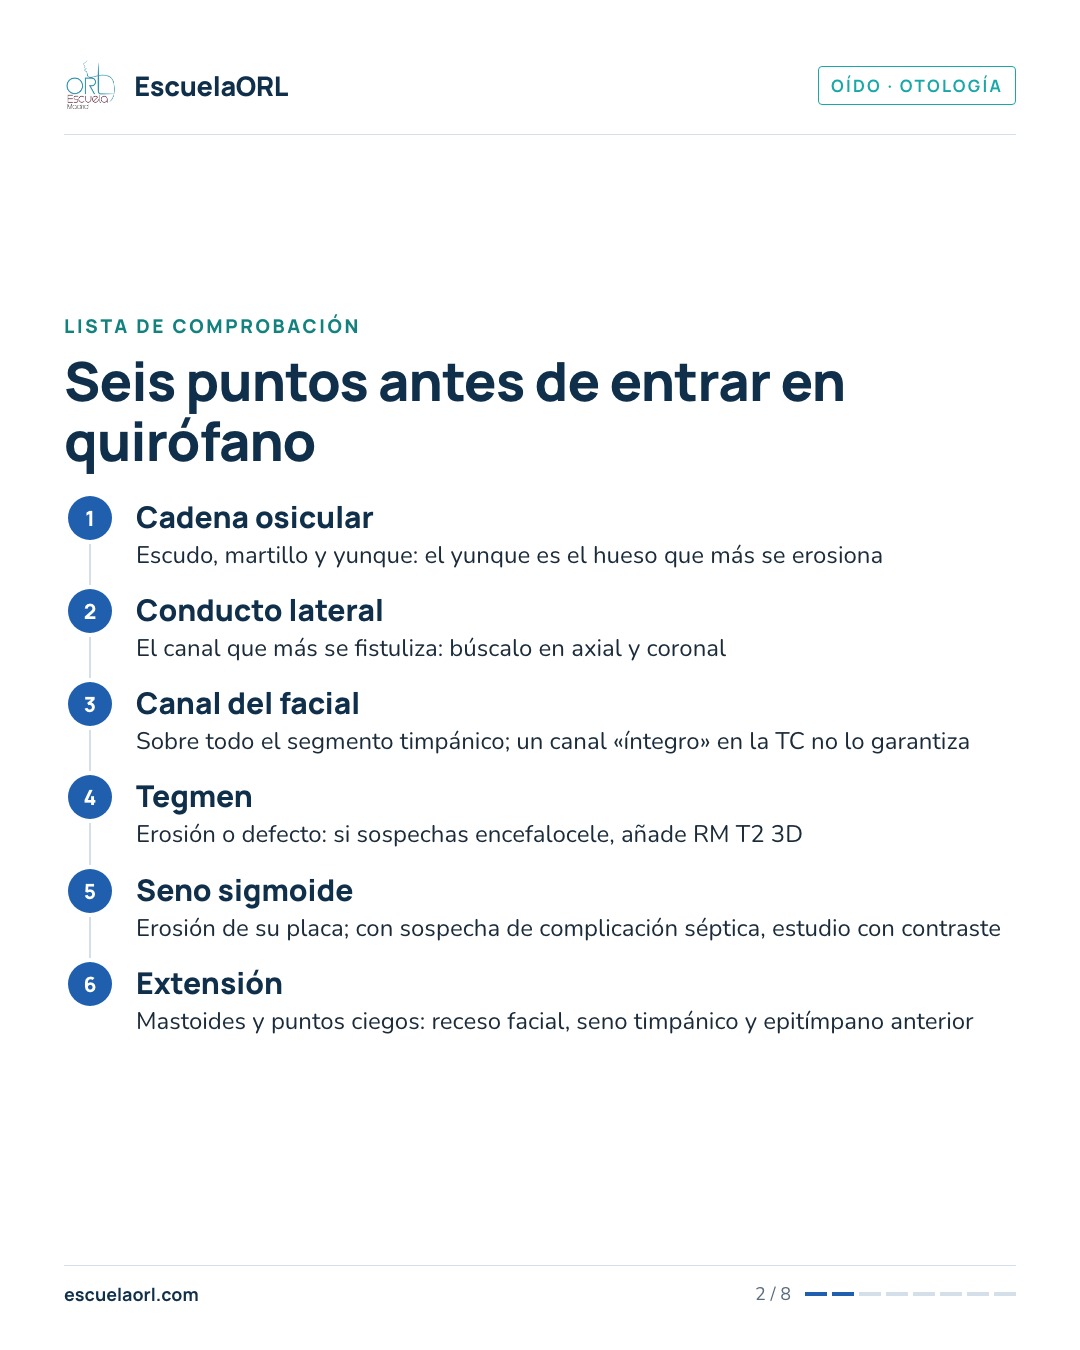 ORL
Escuela
Madrid
EscuelaORL
OÍDO · OTOLOGÍA
LISTA DE COMPROBACIÓN
Seis puntos antes de entrar en
quirófano
1
Cadena osicular
Escudo, martillo y yunque: el yunque es el hueso que más se erosiona
2
Conducto lateral
El canal que más se fistuliza: búscalo en axial y coronal
3
Canal del facial
Sobre todo el segmento timpánico; un canal «íntegro» en la TC no lo garantiza
4
Tegmen
Erosión o defecto: si sospechas encefalocele, añade RM T2 3D
5
Seno sigmoide
Erosión de su placa; con sospecha de complicación séptica, estudio con contraste
6
Extensión
Mastoides y puntos ciegos: receso facial, seno timpánico y epitímpano anterior
escuelaorl.com
2 / 8